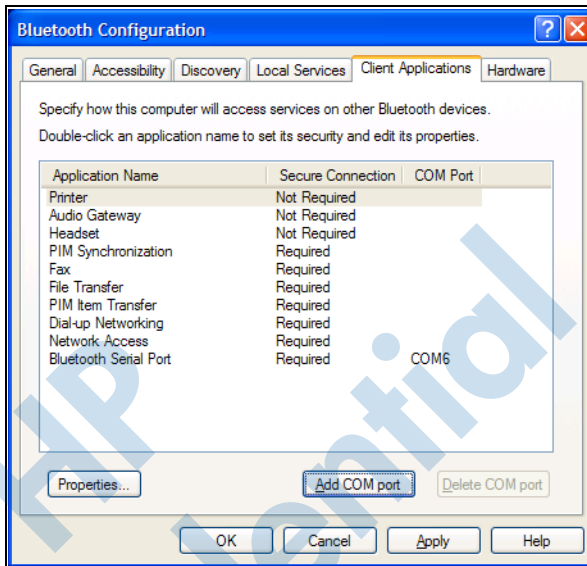 Bluetooth Configuration
General Accessibility Discovery Local Services Client Applications Hardware
Specify how this computer will access services on other Bluetooth devices.
Double-click an application name to set its security and edit its properties.
Application Name Secure Connection COM Port
Printer Not Required
Audio Gateway Not Required
Headset Not Required
PIM Synchronization Required
Fax Required
File Transfer Required
PIM Item Transfer Required
Dial-up Networking Required
Network Access Required
Bluetooth Serial Port Required COM6
Properties... Add COM port Delete COM port
OK Cancel Apply Help
HP
dential